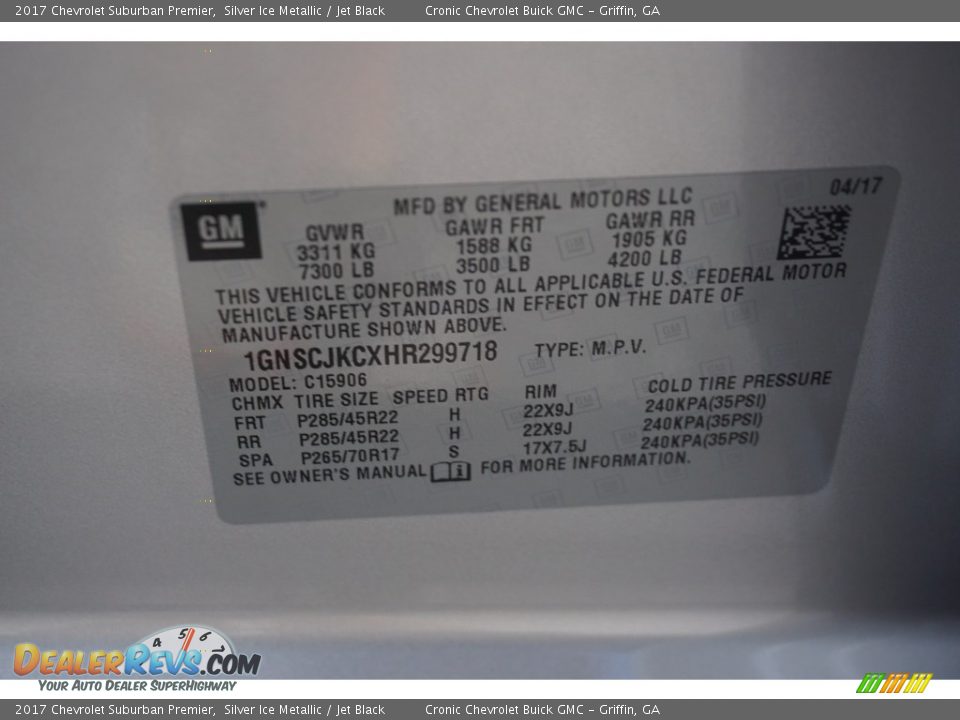 2017 Chevrolet Suburban Premier, Silver Ice Metallic / Jet Black Cronic Chevrolet Buick GMC - Griffin, GA
GM MFD BY GENERAL MOTORS LLC 04/17
GVWR GAWR FRT GAWR RR
3311 KG 1588 KG 1905 KG
7300 LB 3500 LB 4200 LB
THIS VEHICLE CONFORMS TO ALL APPLICABLE U.S. FEDERAL MOTOR
VEHICLE SAFETY STANDARDS IN EFFECT ON THE DATE OF
MANUFACTURE SHOWN ABOVE.
1GNSCJKCXHR299718 TYPE: M.P.V.
MODEL: C15906
CHMX TIRE SIZE SPEED RTG RIM COLD TIRE PRESSURE
FRT P285/45R22 H 22X9J 240KPA(35PSI)
RR P285/45R22 H 22X9J 240KPA(35PSI)
SPA P265/70R17 S 17X7.5J 240KPA(35PSI)
SEE OWNER'S MANUAL FOR MORE INFORMATION.
4 5 6
DEALERREVS.COM
YOUR AUTO DEALER SUPERHIGHWAY
2017 Chevrolet Suburban Premier, Silver Ice Metallic / Jet Black Cronic Chevrolet Buick GMC - Griffin, GA